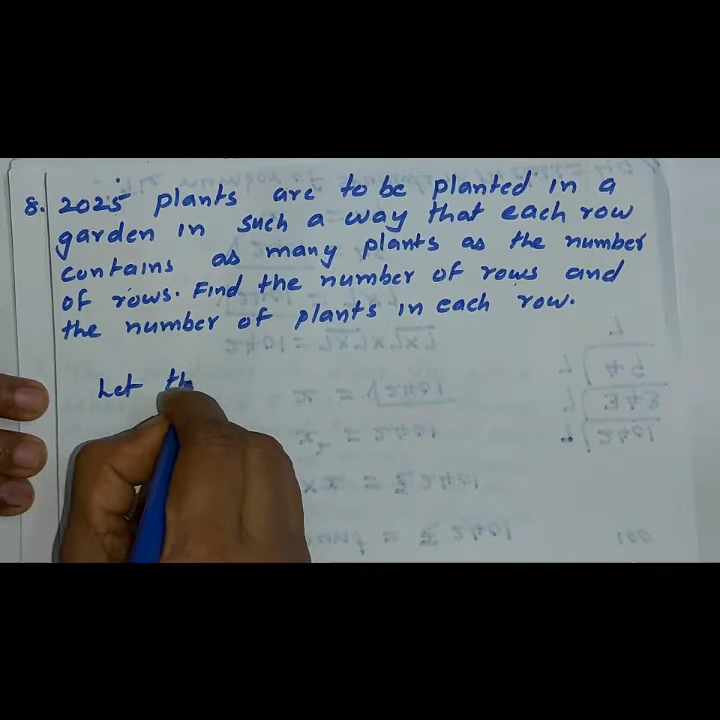 8. 2025 plants are to be planted in a
garden in such a way that each row
contains as many plants as the number
of rows. Find the number of rows and
the number of plants in each row.
Let th